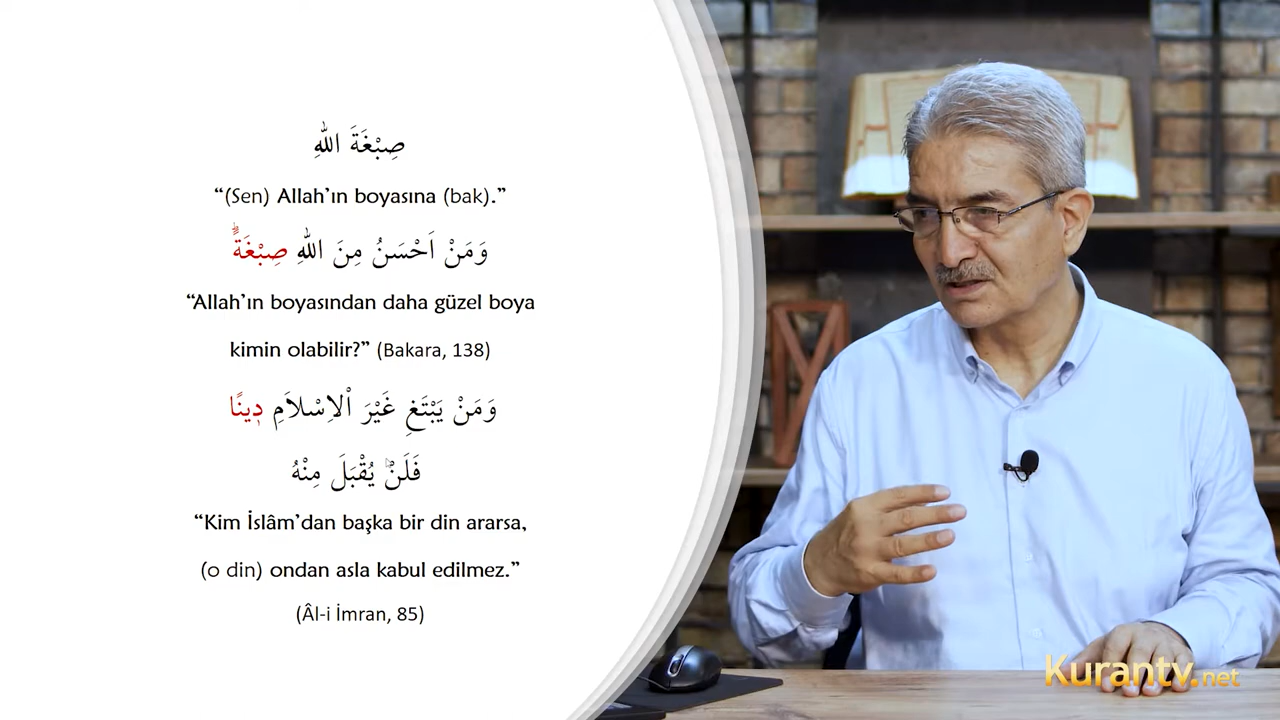 صِبْغَةَ اللّٰهِ
“(Sen) Allah’ın boyasına (bak).”
وَمَنْ اَحْسَنُ مِنَ اللّٰهِ صِبْغَةًۘ
“Allah’ın boyasından daha güzel boya
kimin olabilir?” (Bakara, 138)
وَمَنْ يَبْتَغِ غَيْرَ الْاِسْلاَمِ د۪ينًا
فَلَنْ يُقْبَلَ مِنْهُ
“Kim İslâm’dan başka bir din ararsa,
(o din) ondan asla kabul edilmez.”
(Âl-i İmran, 85)
Kurantv.net